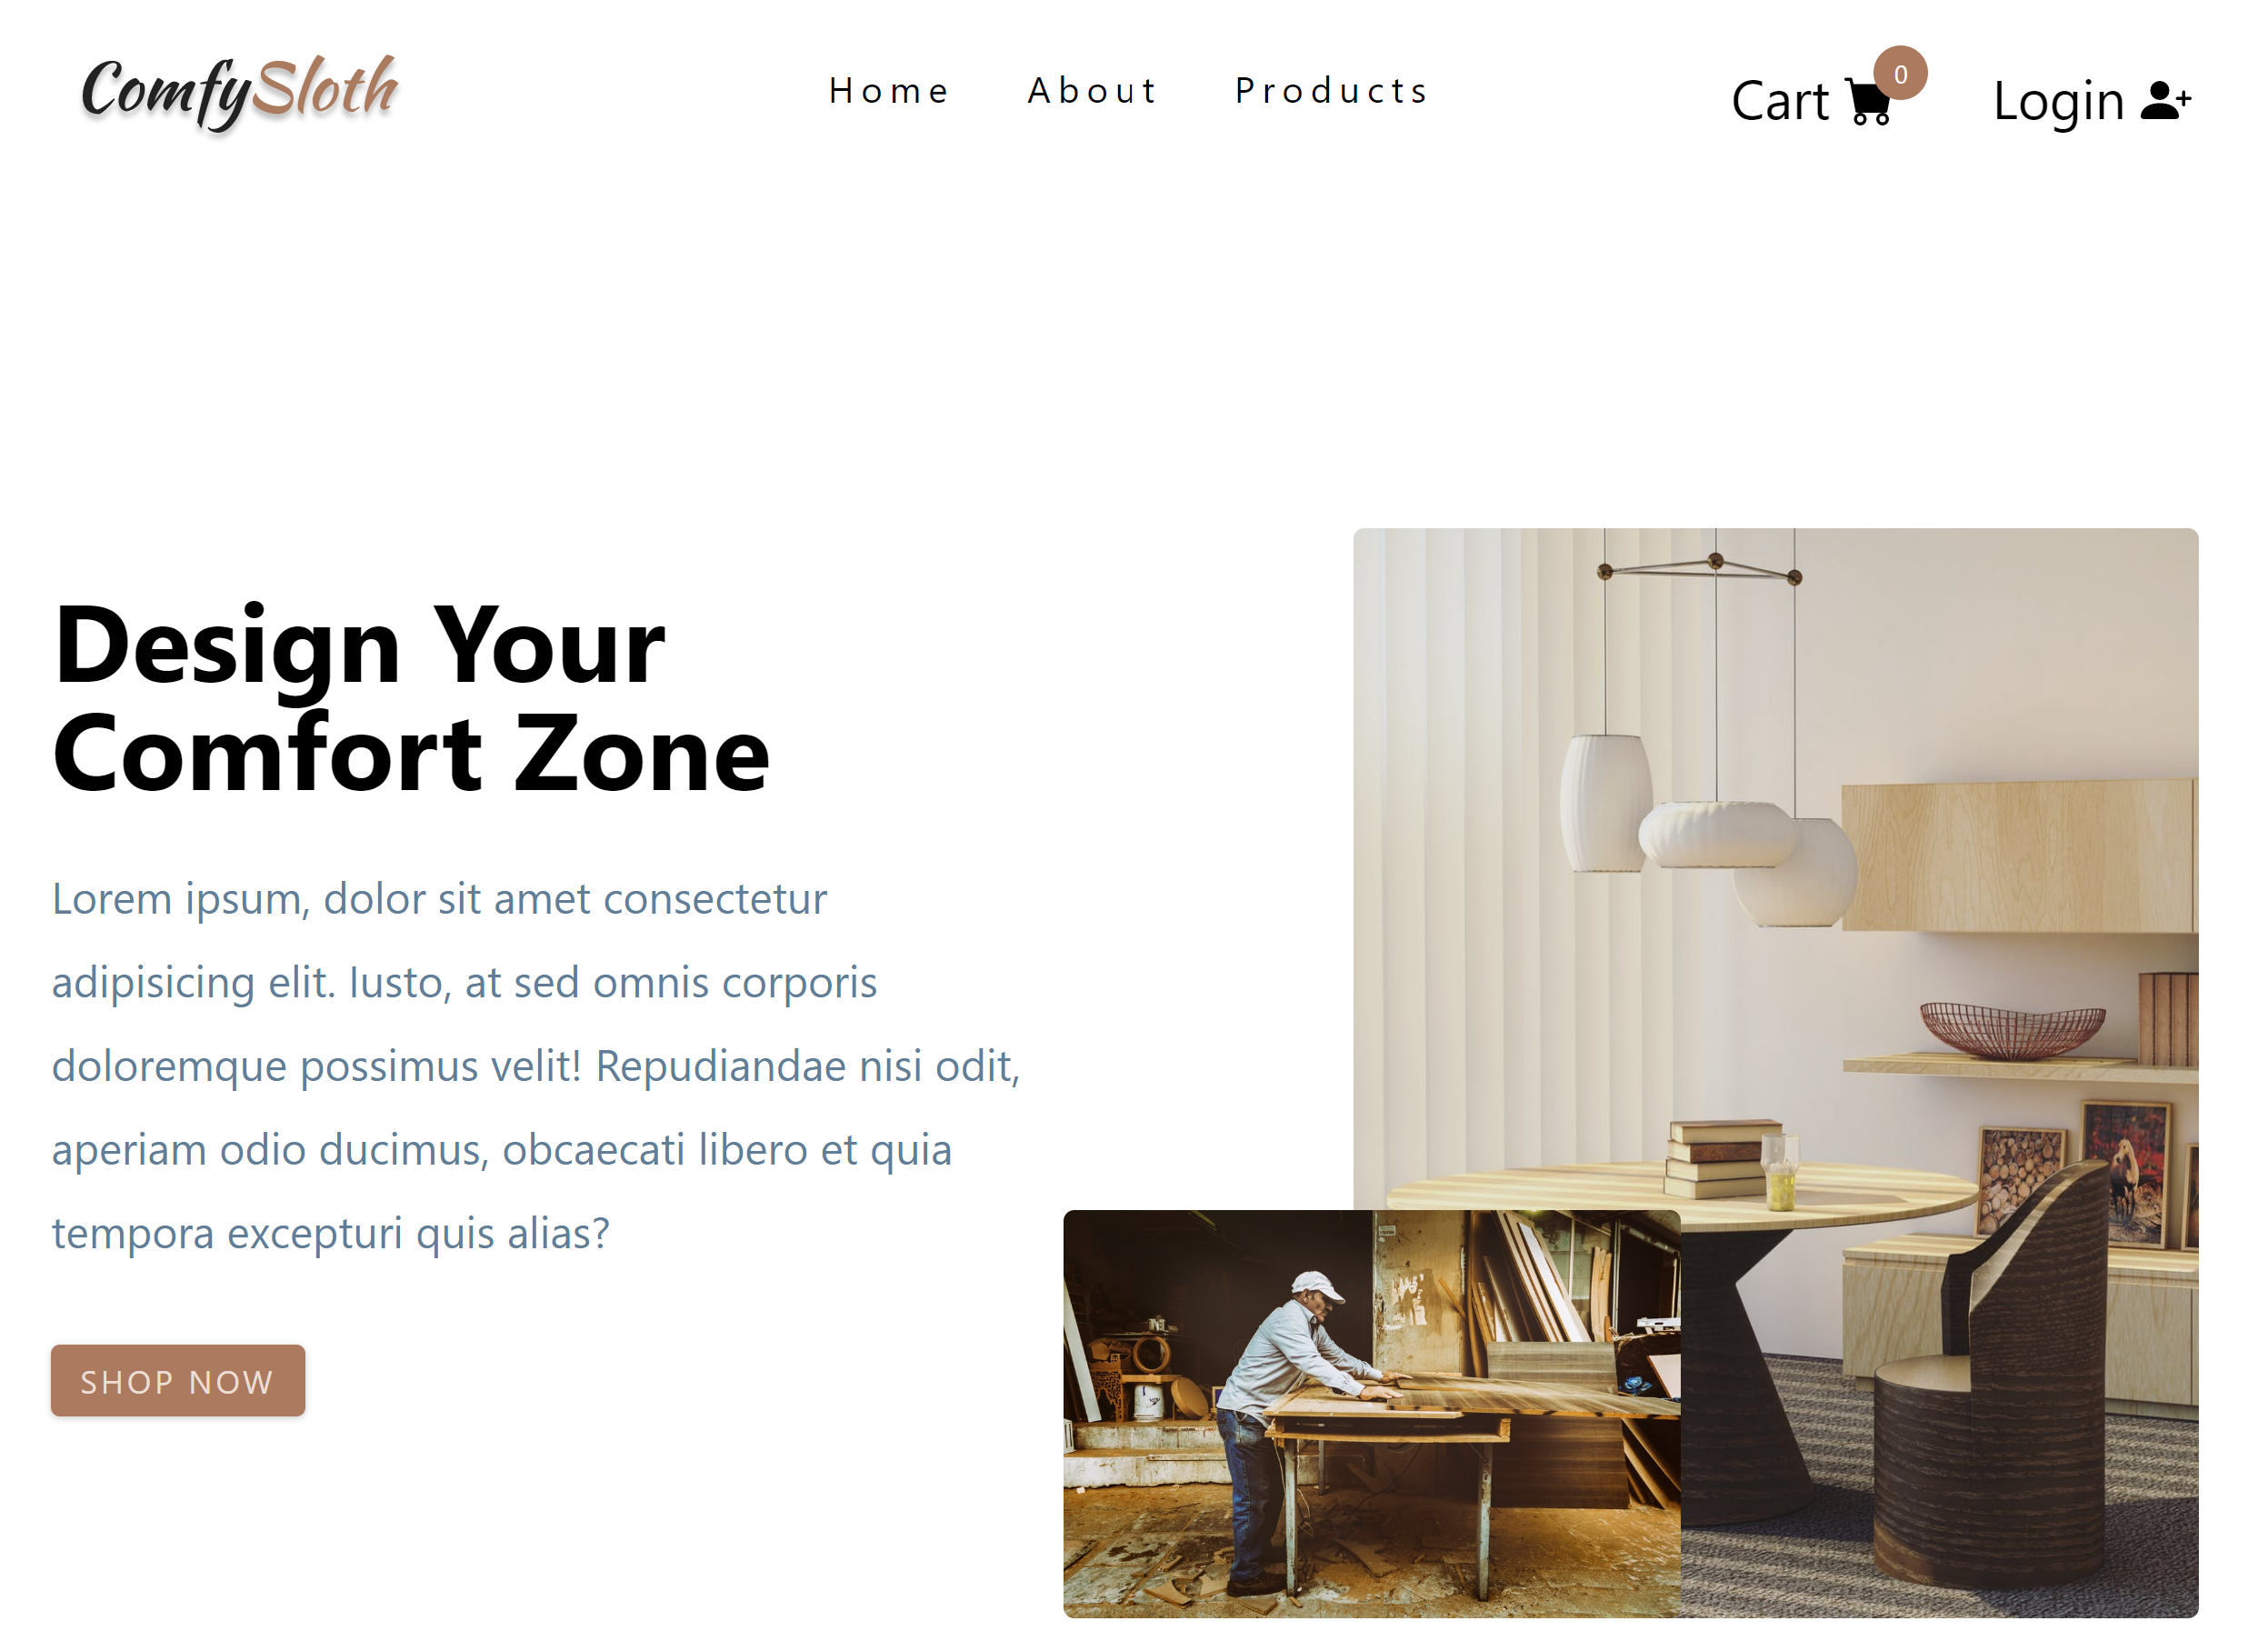 ComfySloth
Home About Products
Cart 0 Login
Design Your
Comfort Zone
Lorem ipsum, dolor sit amet consectetur
adipisicing elit. Iusto, at sed omnis corporis
doloremque possimus velit! Repudiandae nisi odit,
aperiam odio ducimus, obcaecati libero et quia
tempora excepturi quis alias?
SHOP NOW